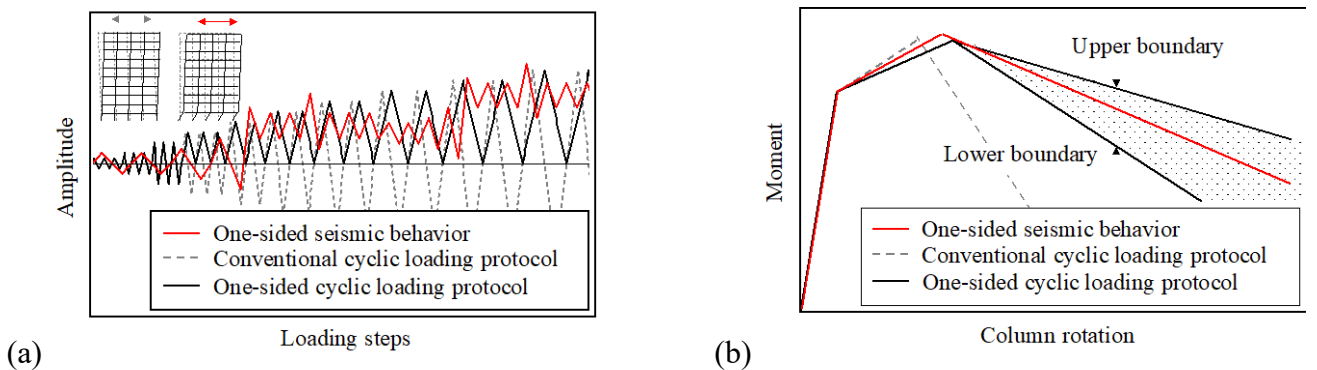 Amplitude
One-sided seismic behavior
Conventional cyclic loading protocol
One-sided cyclic loading protocol
Loading steps
(a)
Upper boundary
Lower boundary
Moment
One-sided seismic behavior
Conventional cyclic loading protocol
One-sided cyclic loading protocol
Column rotation
(b)